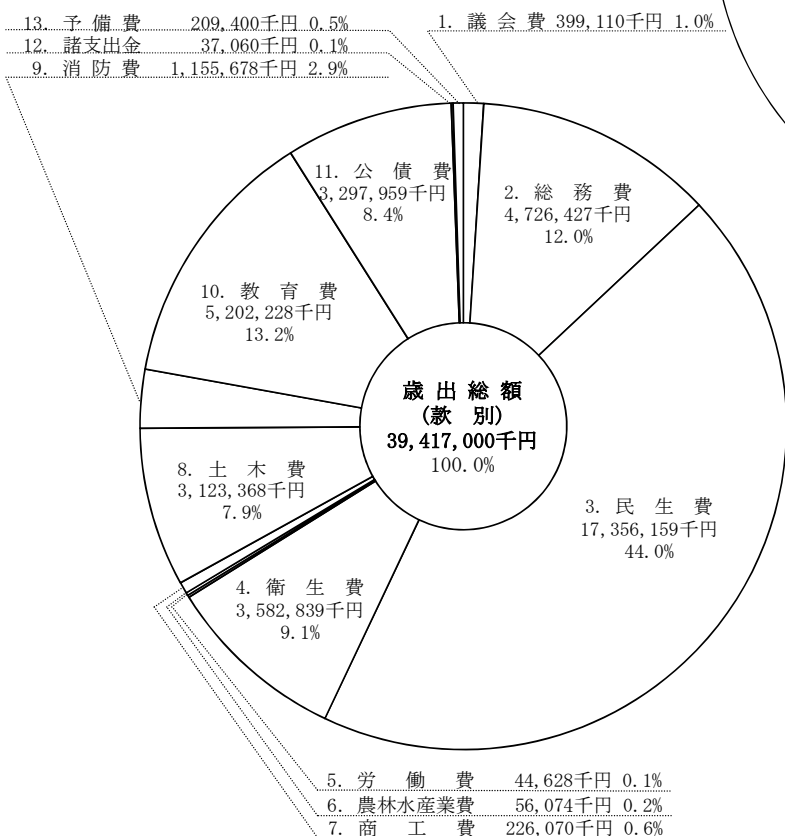 13. 予備費 209,400千円 0.5%
12. 諸支出金 37,060千円 0.1%
9. 消防費 1,155,678千円 2.9%
1. 議会費 399,110千円 1.0%
11. 公債費
3,297,959千円
8.4%
2. 総務費
4,726,427千円
12.0%
10. 教育費
5,202,228千円
13.2%
歳出総額
(款別)
39,417,000千円
100.0%
8. 土木費
3,123,368千円
7.9%
3. 民生費
17,356,159千円
44.0%
4. 衛生費
3,582,839千円
9.1%
5. 労働費 44,628千円 0.1%
6. 農林水産業費 56,074千円 0.2%
7. 商工費 226,070千円 0.6%